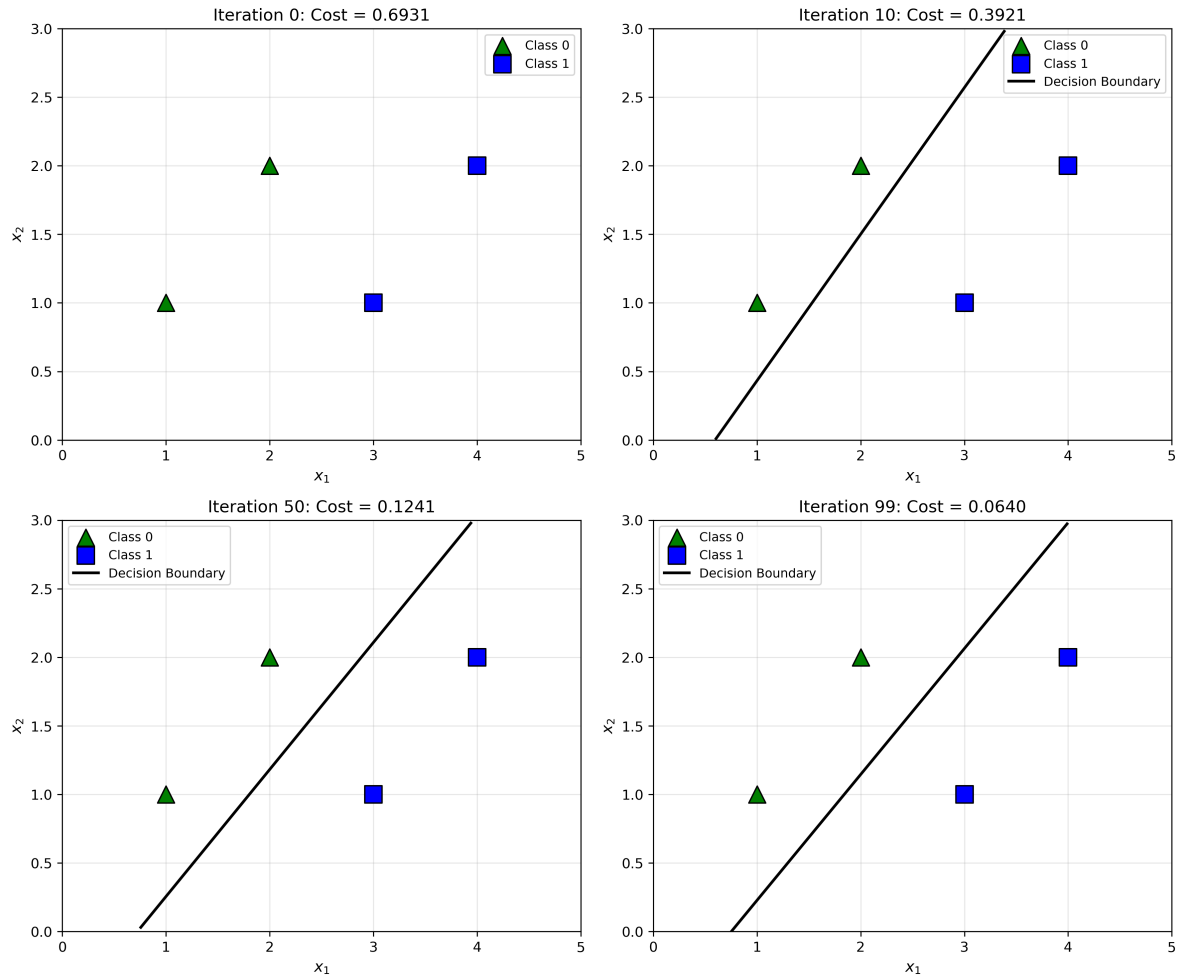 Iteration 0: Cost = 0.6931
3.0
2.5
2.0
1.5
1.0
0.5
0.0
x₂
Class 0
Class 1
0 1 2 3 4 5
x₁
Iteration 10: Cost = 0.3921
3.0
2.5
2.0
1.5
1.0
0.5
0.0
x₂
Class 0
Class 1
Decision Boundary
0 1 2 3 4 5
x₁
Iteration 50: Cost = 0.1241
3.0
2.5
2.0
1.5
1.0
0.5
0.0
x₂
Class 0
Class 1
Decision Boundary
0 1 2 3 4 5
x₁
Iteration 99: Cost = 0.0640
3.0
2.5
2.0
1.5
1.0
0.5
0.0
x₂
Class 0
Class 1
Decision Boundary
0 1 2 3 4 5
x₁